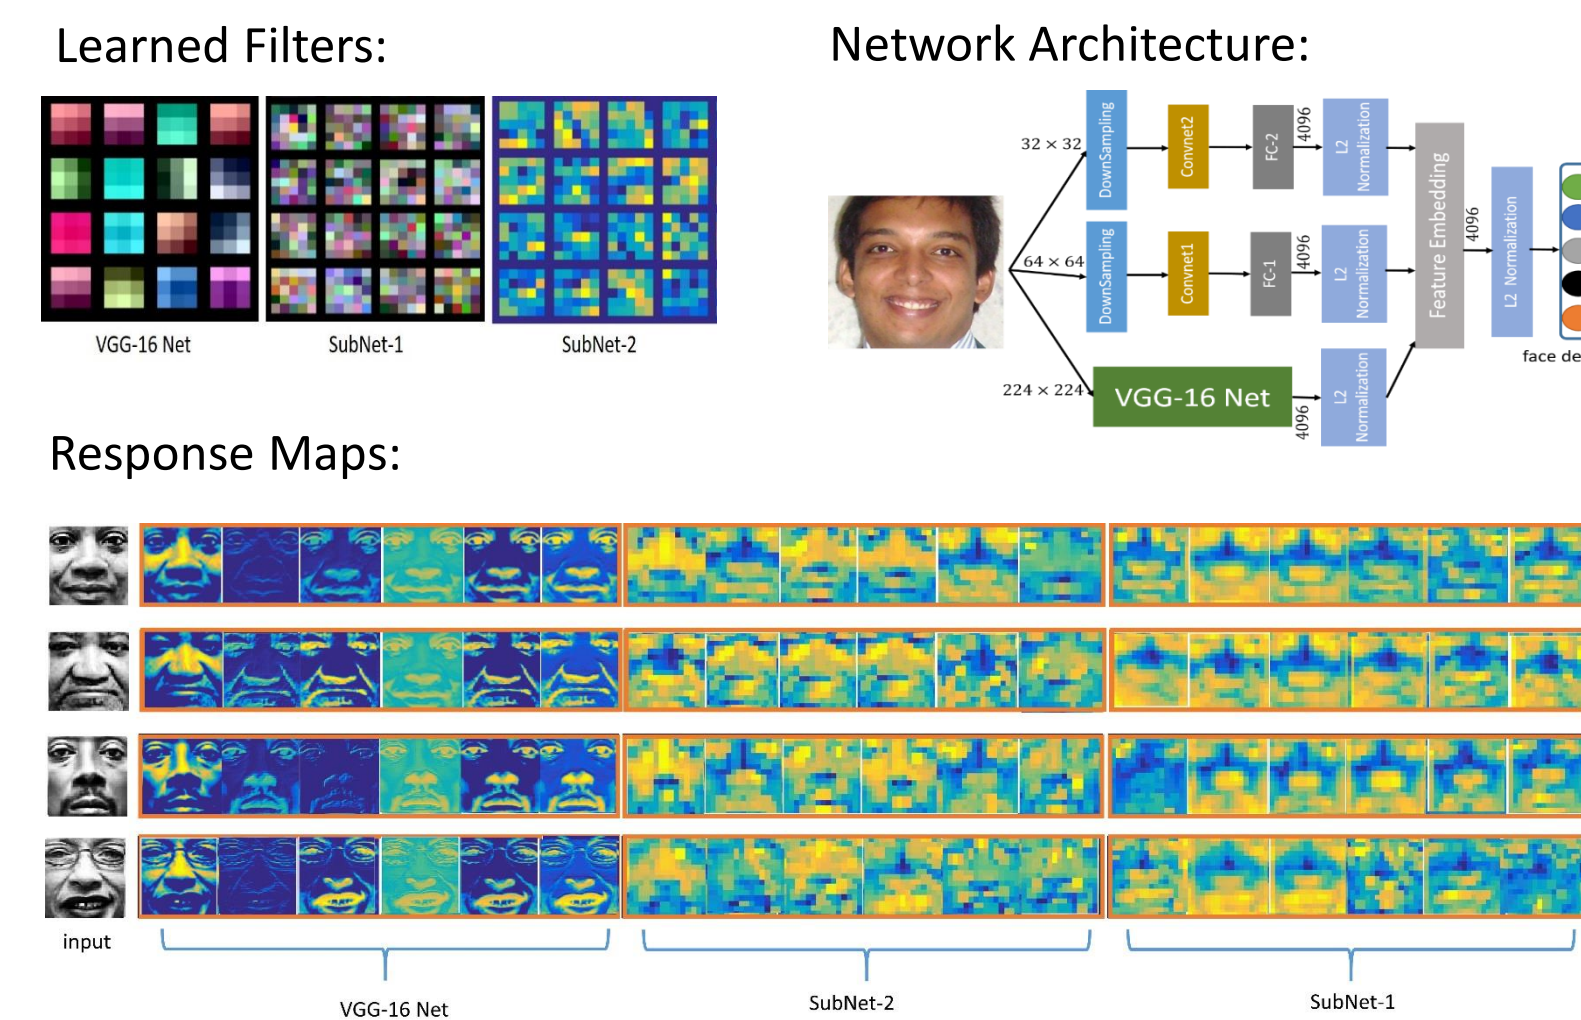 Learned Filters:
VGG-16 Net
SubNet-1
SubNet-2
Network Architecture:
32 × 32
DownSampling
Convnet2
FC-2
4096
L2
Normalization
64 × 64
DownSampling
Convnet1
FC-1
4096
L2
Normalization
224 × 224
VGG-16 Net
4096
L2
Normalization
Feature Embedding
4096
L2 Normalization
face de
Response Maps:
input
VGG-16 Net
SubNet-2
SubNet-1